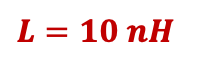 L = 10 nH